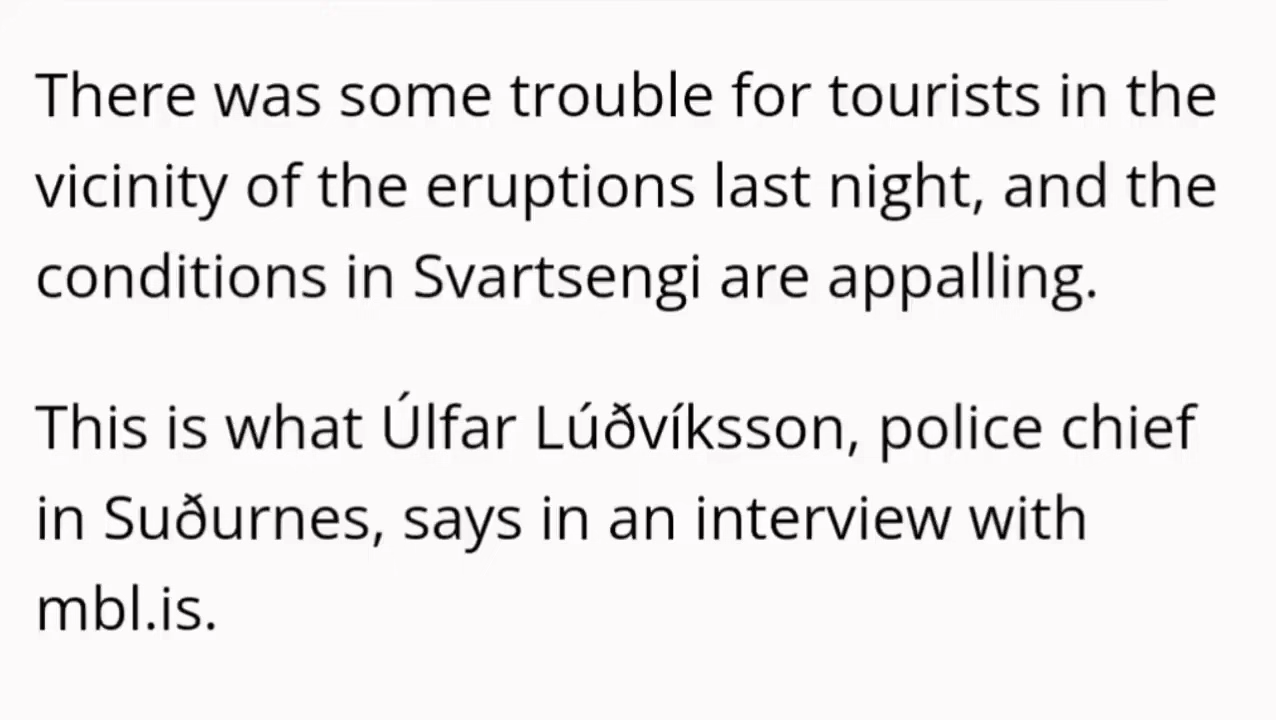 There was some trouble for tourists in the
vicinity of the eruptions last night, and the
conditions in Svartsengi are appalling.
This is what Úlfar Lúðvíksson, police chief
in Suðurnes, says in an interview with
mbl.is.